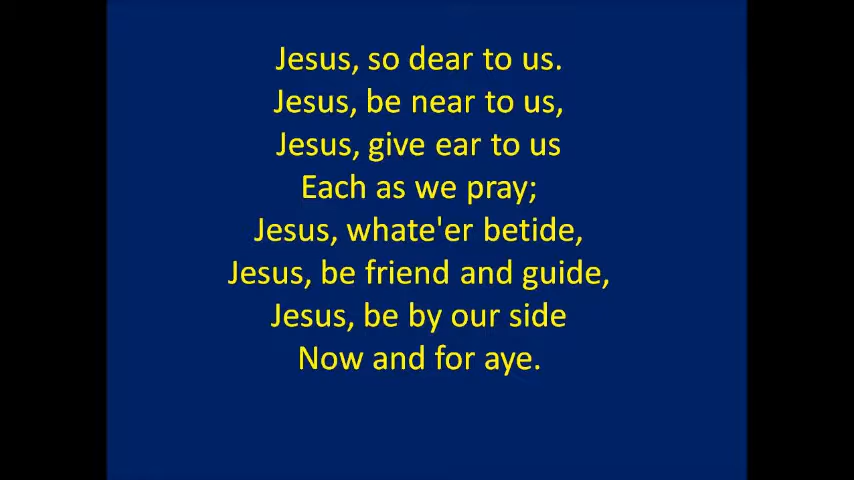 Jesus, so dear to us.
Jesus, be near to us,
Jesus, give ear to us
Each as we pray;
Jesus, whate'er betide,
Jesus, be friend and guide,
Jesus, be by our side
Now and for aye.